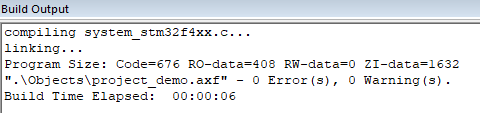 Build Output
compiling system_stm32f4xx.c...
linking...
Program Size: Code=676 RO-data=408 RW-data=0 ZI-data=1632
".\Objects\project_demo.axf" - 0 Error(s), 0 Warning(s).
Build Time Elapsed:  00:00:06